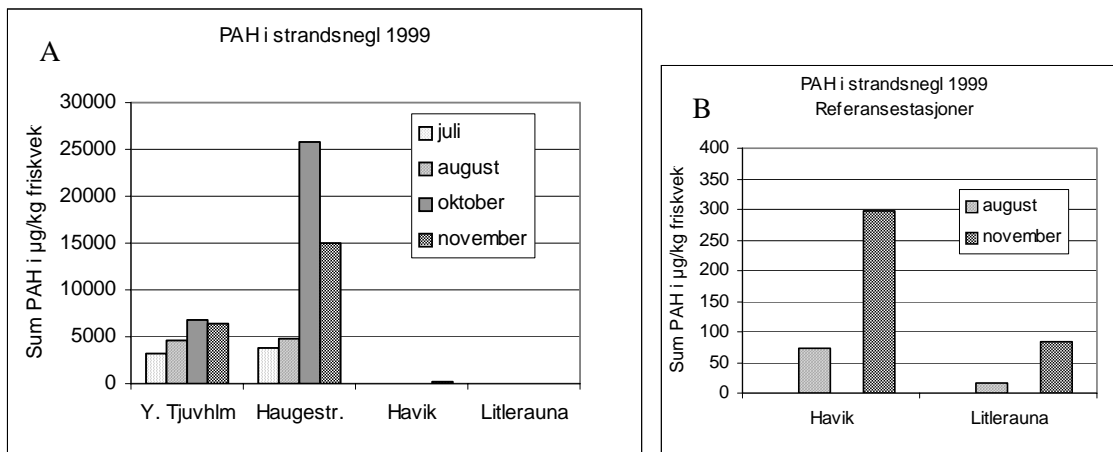 A
PAH i strandsnegl 1999
Sum PAH i µg/kg friskvek
30000
25000
20000
15000
10000
5000
0
juli
august
oktober
november
Y. Tjuvhlm Haugestr. Havik Litlerauna
B
PAH i strandsnegl 1999
Referansestasjoner
Sum PAH i µg/kg friskvek
400
350
300
250
200
150
100
50
0
august
november
Havik Litlerauna